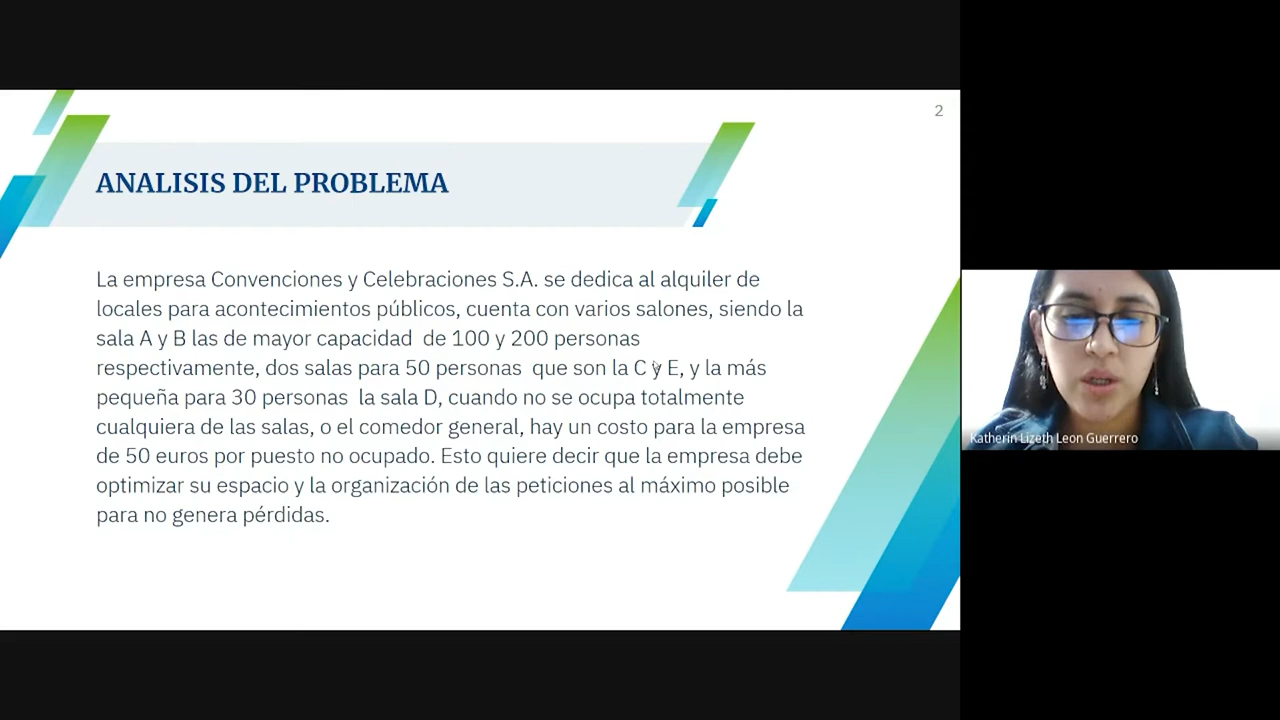 2
ANALISIS DEL PROBLEMA
La empresa Convenciones y Celebraciones S.A. se dedica al alquiler de
locales para acontecimientos públicos, cuenta con varios salones, siendo la
sala A y B las de mayor capacidad  de 100 y 200 personas
respectivamente, dos salas para 50 personas  que son la C y E, y la más
pequeña para 30 personas  la sala D, cuando no se ocupa totalmente
cualquiera de las salas, o el comedor general, hay un costo para la empresa
de 50 euros por puesto no ocupado. Esto quiere decir que la empresa debe
optimizar su espacio y la organización de las peticiones al máximo posible
para no genera pérdidas.
Katherin Lizeth Leon Guerrero